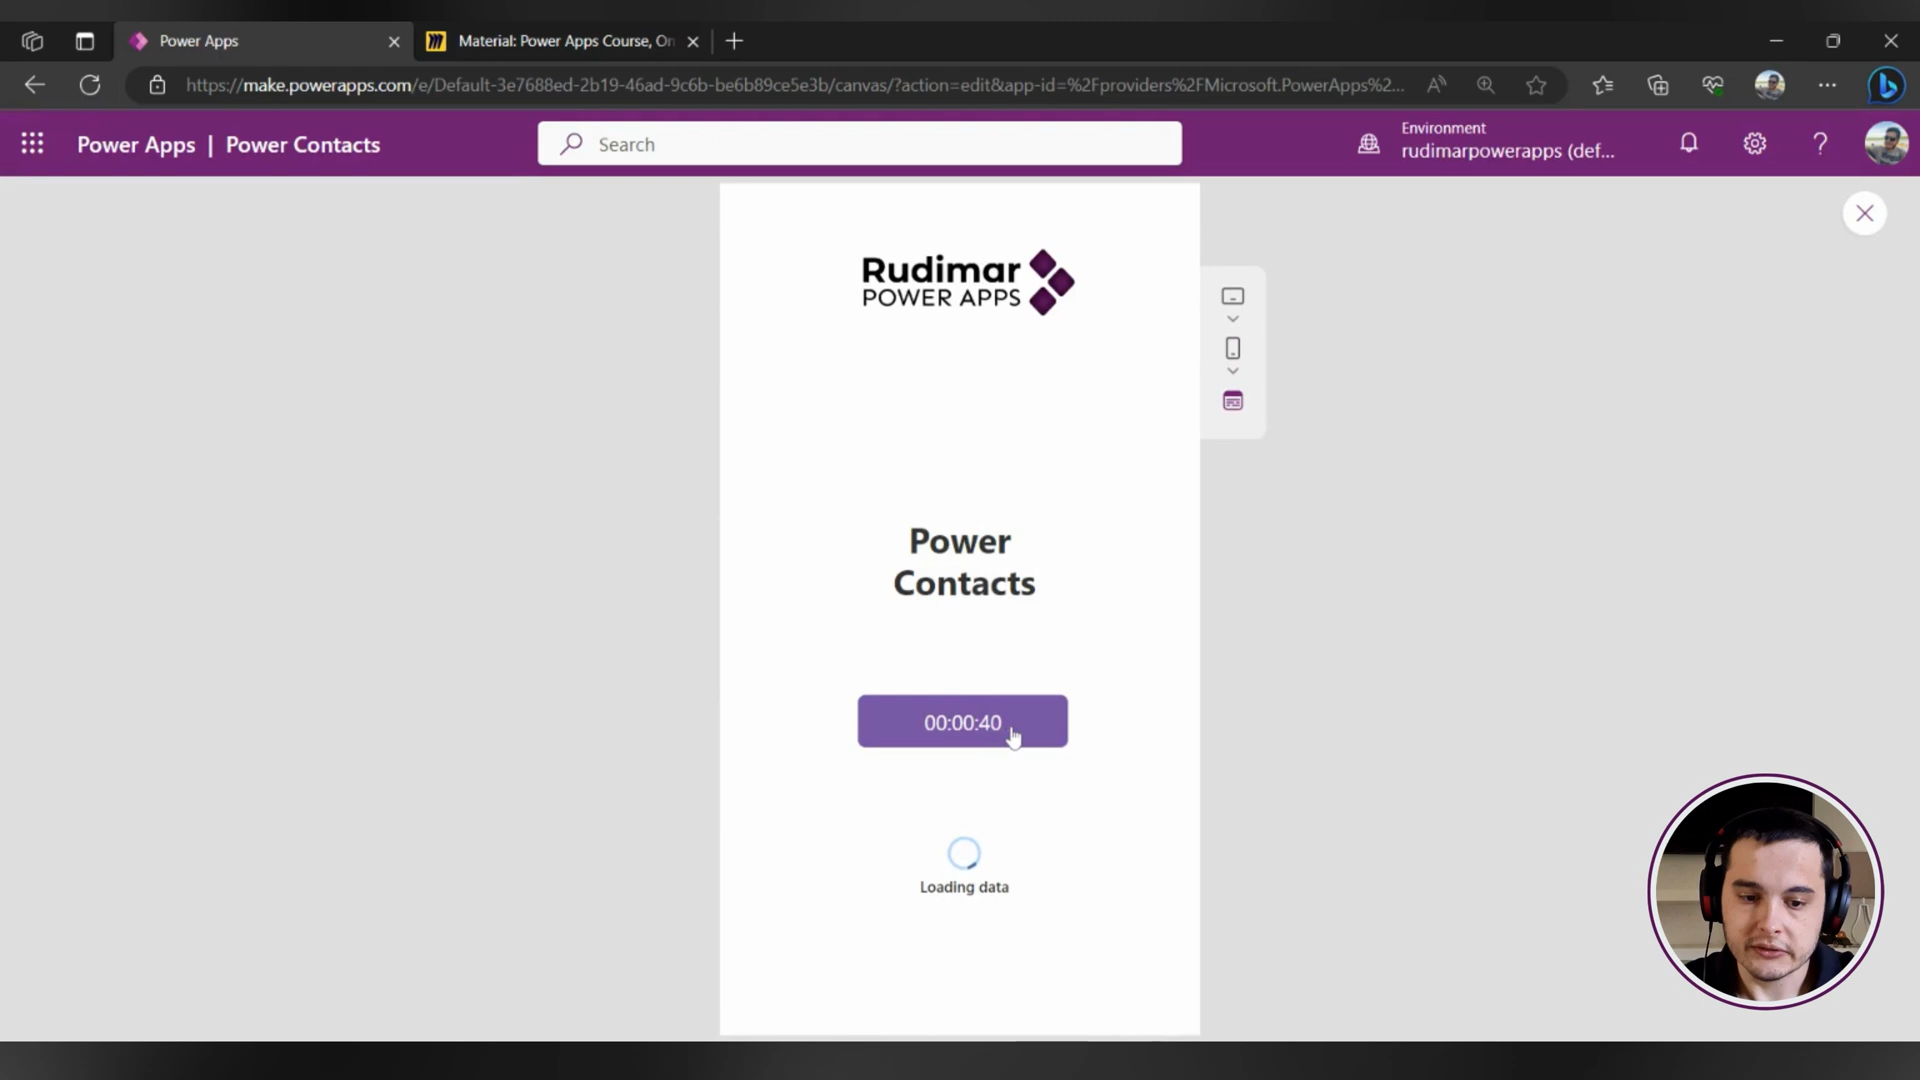 Power Apps
Material: Power Apps Course, On
https://make.powerapps.com/e/Default-3e7688ed-2b19-46ad-9c6b-be6b89ce5e3b/canvas/?action=edit&app-id=%2Fproviders%2FMicrosoft.PowerApps%2...
Power Apps | Power Contacts
Search
Environment
rudimarpowerapps (def...
Rudimar
POWER APPS
Power
Contacts
00:00:40
Loading data